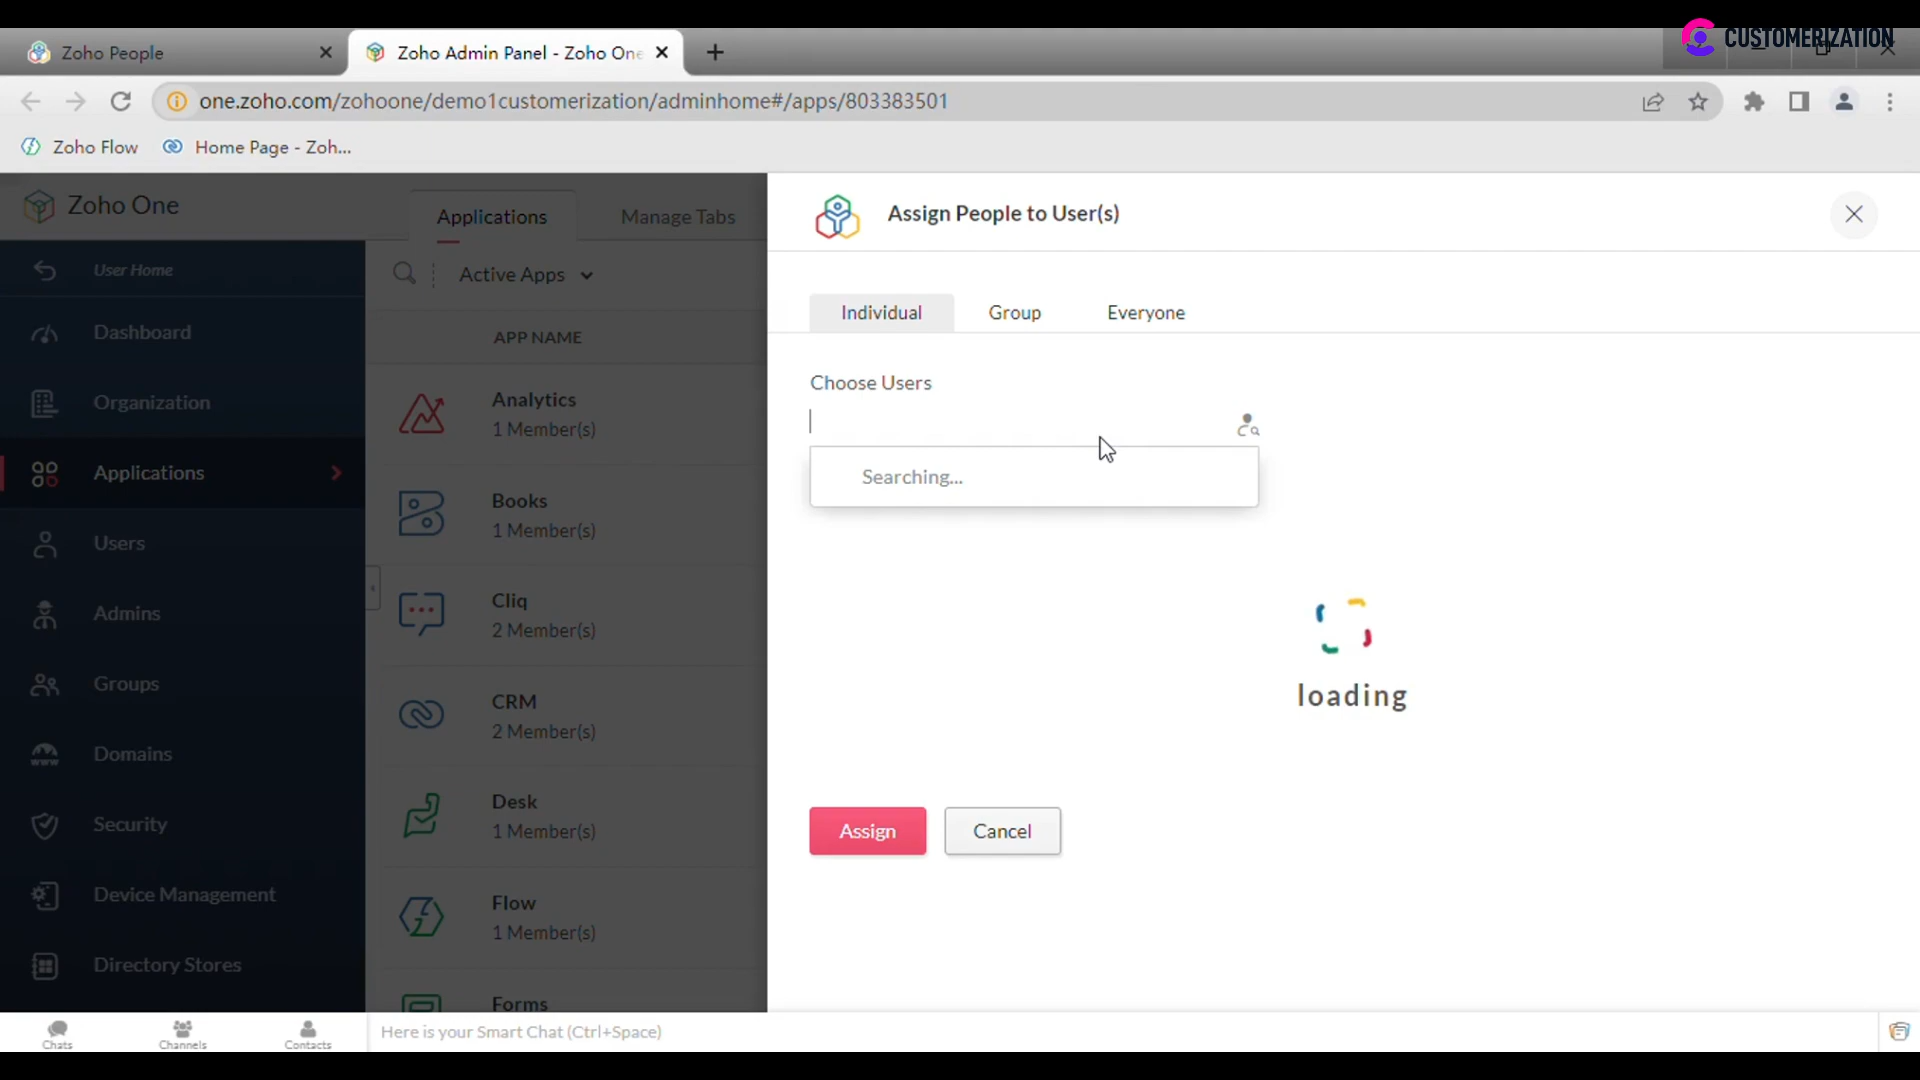 CUSTOMERIZATION
Zoho People
Zoho Admin Panel - Zoho One
one.zoho.com/zohoone/demo1customerization/adminhome#/apps/803383501
Zoho Flow
Home Page - Zoh...
Zoho One
Applications
Manage Tabs
User Home
Dashboard
Organization
Applications
Users
Admins
Groups
Domains
Security
Device Management
Directory Stores
Active Apps
APP NAME
Analytics
1 Member(s)
Books
1 Member(s)
Cliq
2 Member(s)
CRM
2 Member(s)
Desk
1 Member(s)
Flow
1 Member(s)
Forms
Assign People to User(s)
Individual
Group
Everyone
Choose Users
Searching...
loading
Assign
Cancel
Chats
Channels
Contacts
Here is your Smart Chat (Ctrl+Space)